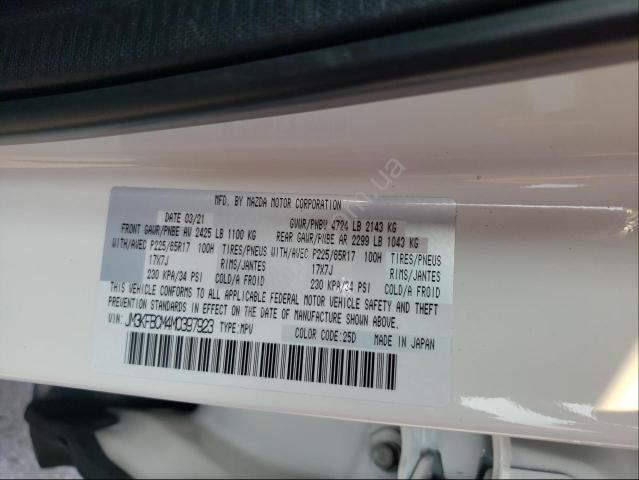 MFD. BY MAZDA MOTOR CORPORATION
DATE 03/21 GVWR/PNBV 4724 LB 2143 KG
FRONT GAWR/PNBE AV 2425 LB 1100 KG REAR GAWR/PNBE AR 2299 LB 1043 KG
WITH/AVEC P225/65R17 100H TIRES/PNEUS WITH/AVEC P225/65R17 100H TIRES/PNEUS
17X7J RIMS/JANTES 17X7J RIMS/JANTES
230 KPA/34 PSI COLD/A FROID 230 KPA/34 PSI COLD/A FROID
THIS VEHICLE CONFORMS TO ALL APPLICABLE FEDERAL MOTOR VEHICLE SAFETY AND THEFT
PREVENTION STANDARDS IN EFFECT ON THE DATE OF MANUFACTURE SHOWN ABOVE.
VIN: JM3KFBCM4M0397923 TYPE:MPV COLOR CODE:25D MADE IN JAPAN